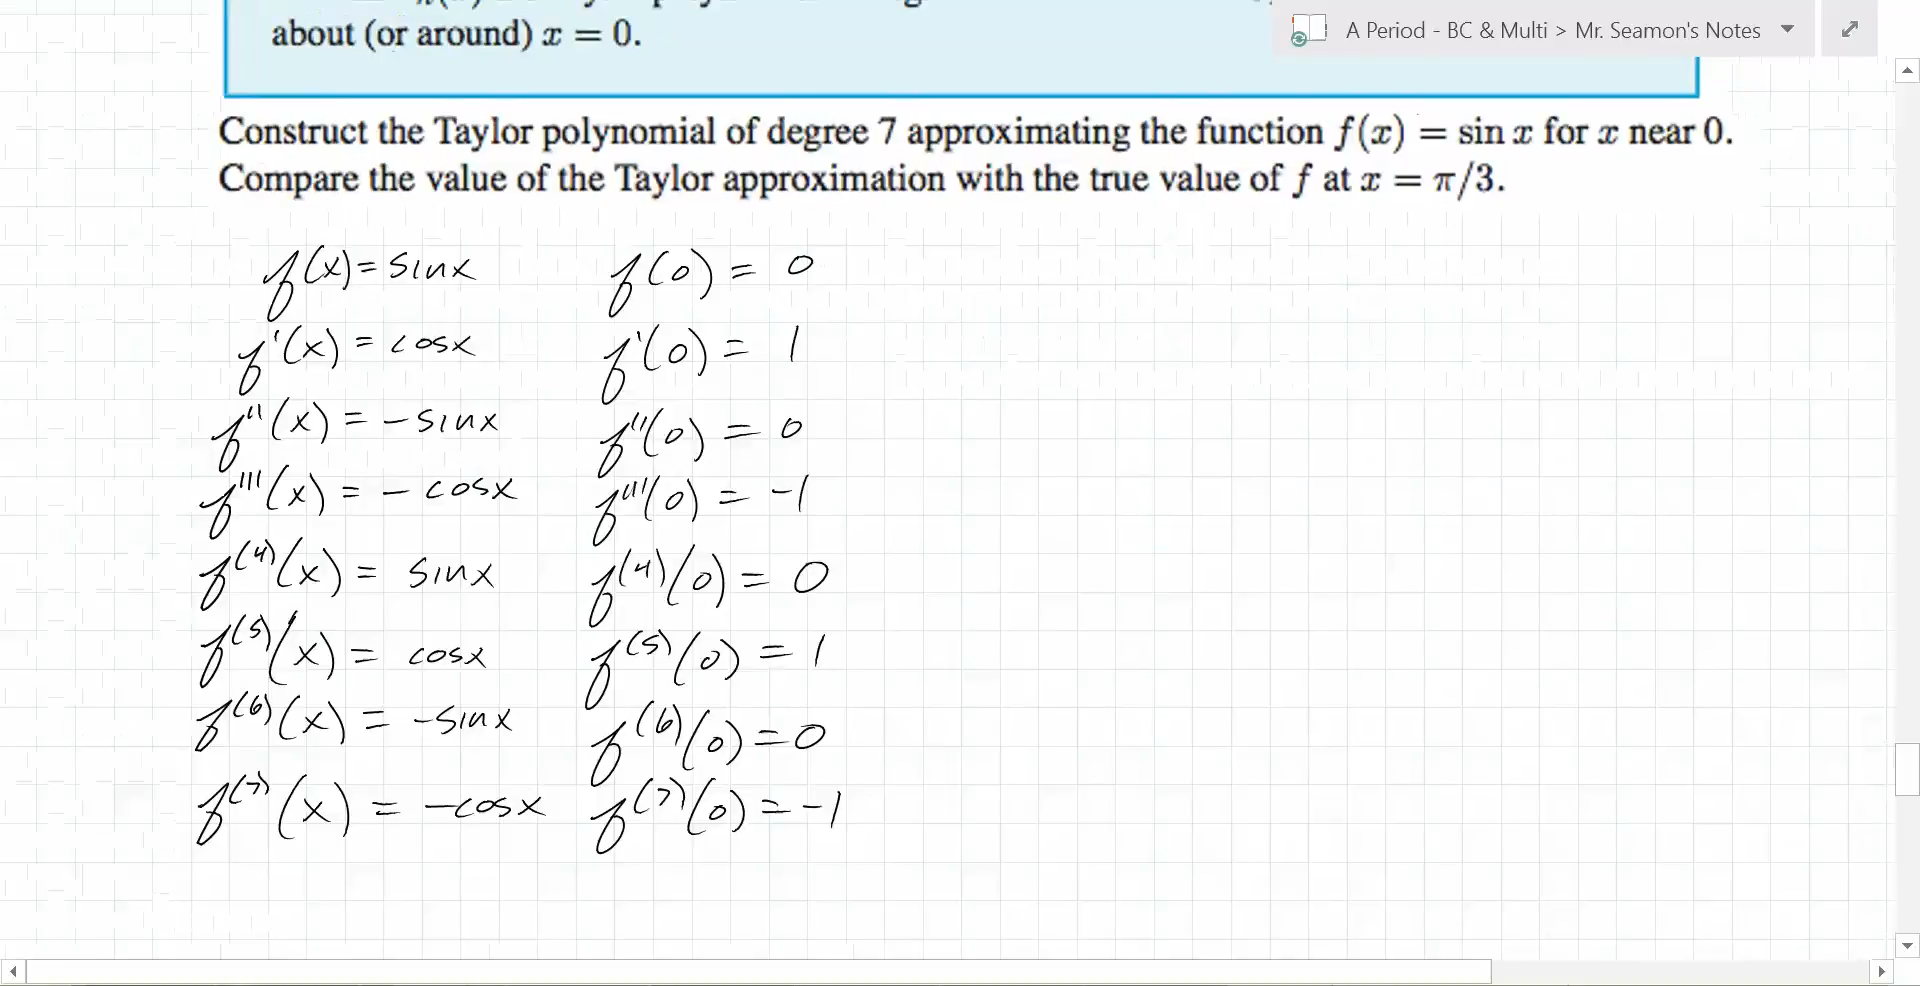 about (or around) x = 0.
A Period - BC & Multi > Mr. Seamon's Notes
Construct the Taylor polynomial of degree 7 approximating the function f(x) = sin x for x near 0.
Compare the value of the Taylor approximation with the true value of f at x = π/3.
f(x) = sinx f(0) = 0
f'(x) = cosx f'(0) = 1
f''(x) = -sinx f''(0) = 0
f'''(x) = - cosx f'''(0) = -1
f^(4)(x) = sinx f^(4)(0) = 0
f^(5)(x) = cosx f^(5)(0) = 1
f^(6)(x) = -sinx f^(6)(0) = 0
f^(7)(x) = -cosx f^(7)(0) = -1